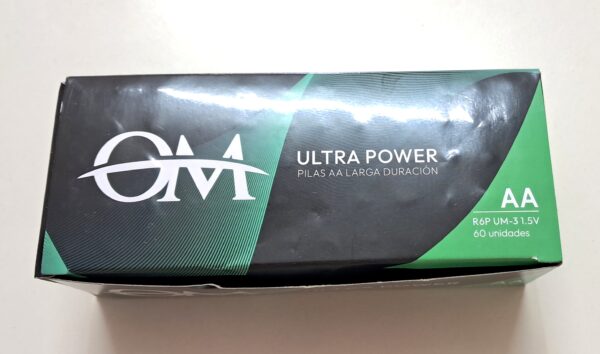 OM
ULTRA POWER
PILAS AA LARGA DURACIÓN
AA
R6P UM-3 1.5V
60 unidades